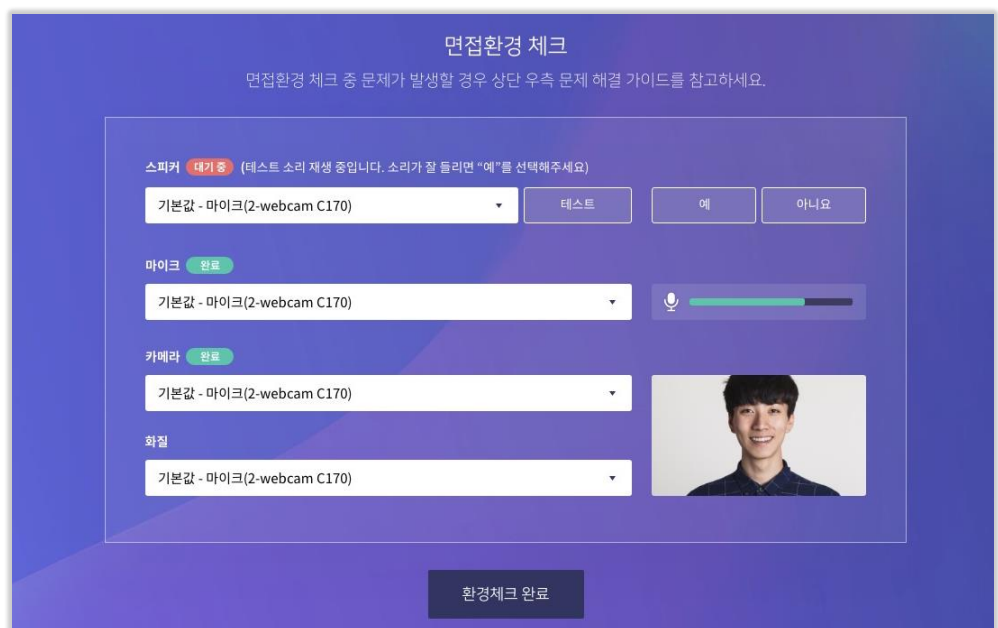 면접환경 체크
면접환경 체크 중 문제가 발생할 경우 상단 우측 문제 해결 가이드를 참고하세요.
스피커 대기 중 (테스트 소리 재생 중입니다. 소리가 잘 들리면 “예”를 선택해주세요)
기본값 - 마이크(2-webcam C170) 테스트 예 아니요
마이크 완료
기본값 - 마이크(2-webcam C170)
카메라 완료
기본값 - 마이크(2-webcam C170)
화질
기본값 - 마이크(2-webcam C170)
환경체크 완료